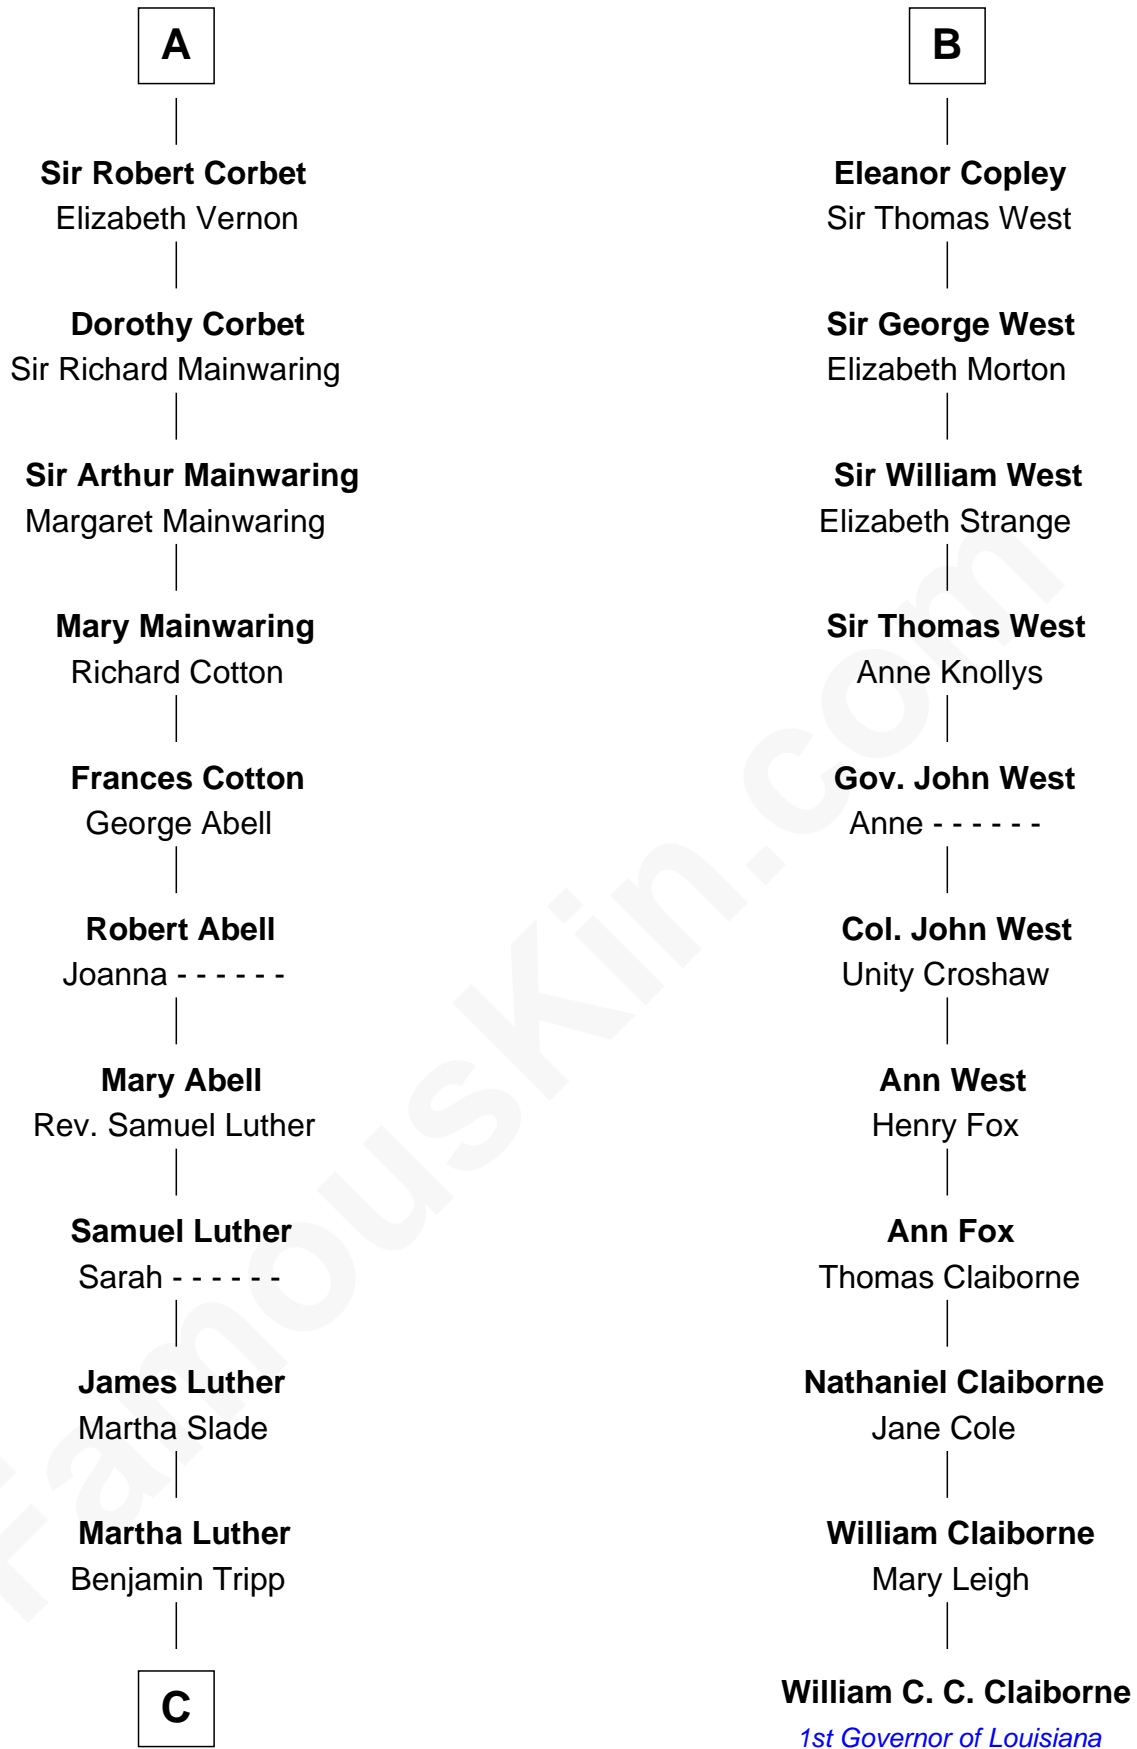 A
Sir Robert Corbet
Elizabeth Vernon
Dorothy Corbet
Sir Richard Mainwaring
Sir Arthur Mainwaring
Margaret Mainwaring
Mary Mainwaring
Richard Cotton
Frances Cotton
George Abell
Robert Abell
Joanna - - - - - -
Mary Abell
Rev. Samuel Luther
Samuel Luther
Sarah - - - - - -
James Luther
Martha Slade
Martha Luther
Benjamin Tripp
C
B
Eleanor Copley
Sir Thomas West
Sir George West
Elizabeth Morton
Sir William West
Elizabeth Strange
Sir Thomas West
Anne Knollys
Gov. John West
Anne - - - - - -
Col. John West
Unity Croshaw
Ann West
Henry Fox
Ann Fox
Thomas Claiborne
Nathaniel Claiborne
Jane Cole
William Claiborne
Mary Leigh
William C. C. Claiborne
1st Governor of Louisiana
FamousKin.com